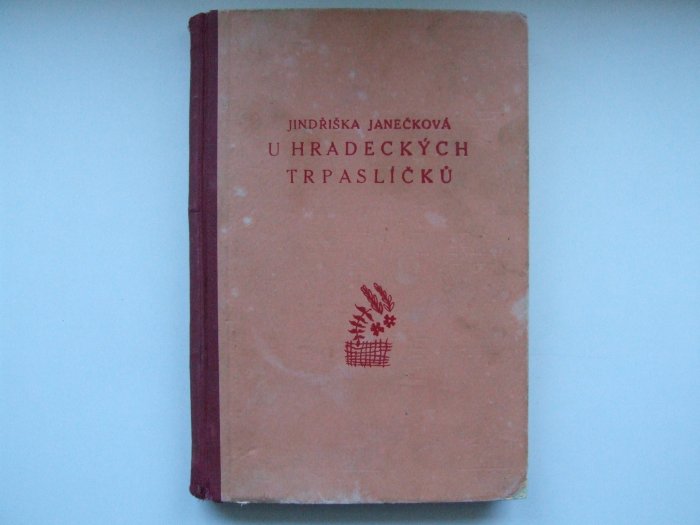 JINDŘIŠKA JANEČKOVÁ
U HRADECKÝCH
TRPASLÍČKŮ